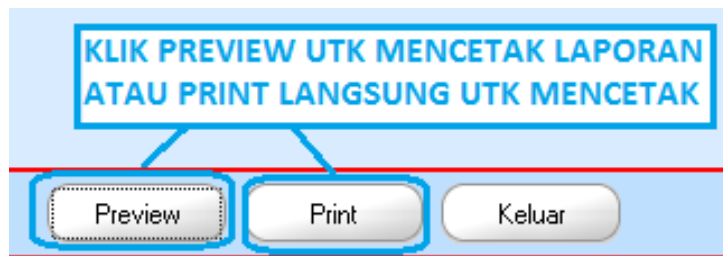 KLIK PREVIEW UTK MENCETAK LAPORAN
ATAU PRINT LANGSUNG UTK MENCETAK
Preview Print Keluar